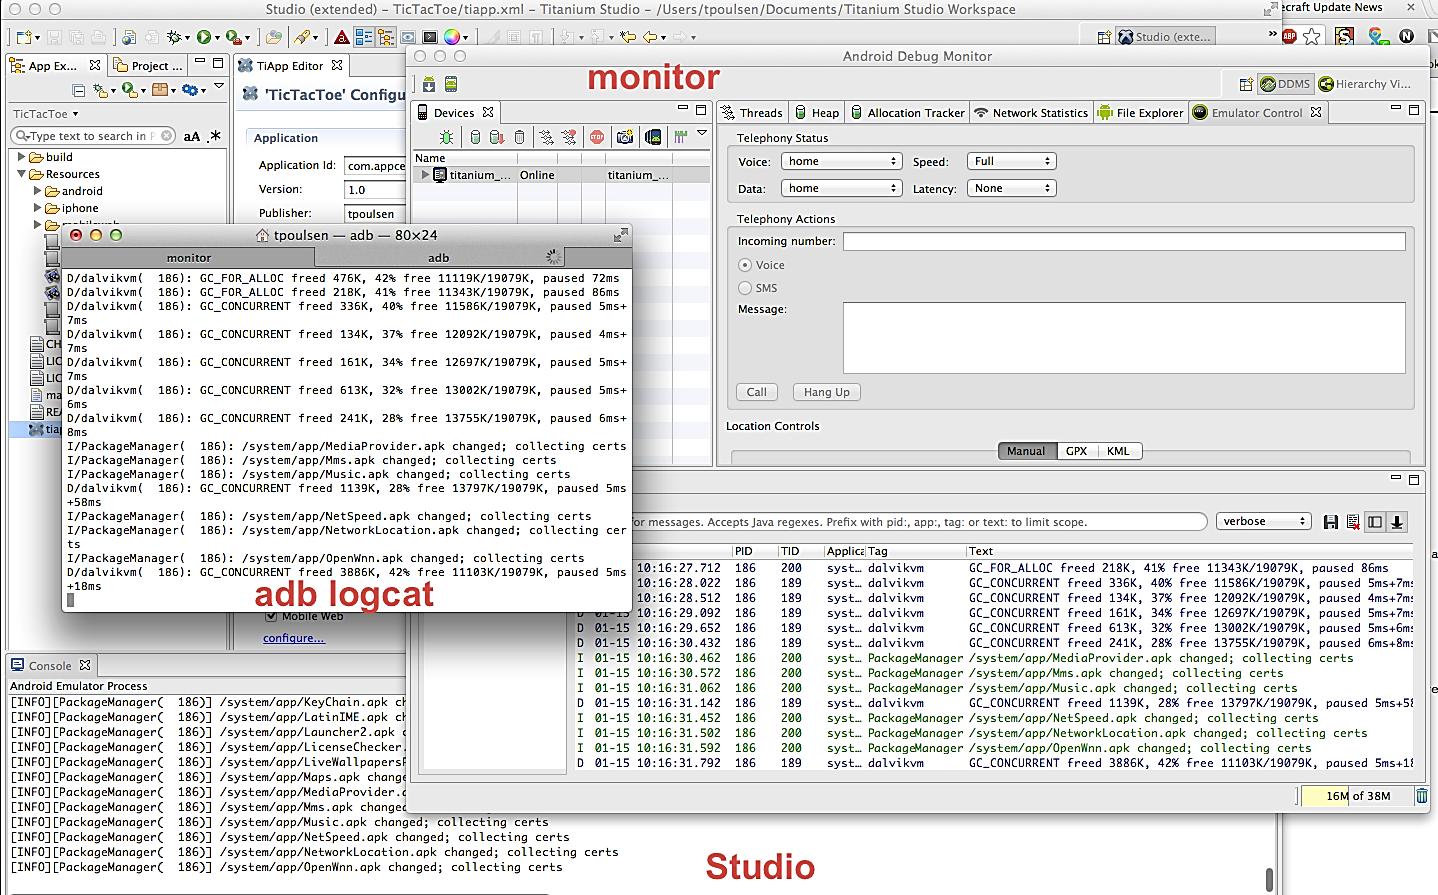 Studio (extended) – TicTacToe/tiapp.xml – Titanium Studio – /Users/tpoulsen/Documents/Titanium Studio Workspace
ecraft Update News
Studio (exte...
»
ABP
App Ex...
Project ...
TiApp Editor
TicTacToe
Type text to search in P
aA
.*
build
Resources
android
iphone
CH
LIC
LIC
ma
REA
tiap
'TicTacToe' Configu
Application
Application Id:
com.appce
Version:
1.0
Publisher:
tpoulsen
Mobile Web
configure...
Android Debug Monitor
monitor
DDMS
Hierarchy Vi...
Devices
Name
titanium_...
Online
titanium_...
Threads
Heap
Allocation Tracker
Network Statistics
File Explorer
Emulator Control
Telephony Status
Voice:
home
Speed:
Full
Data:
home
Latency:
None
Telephony Actions
Incoming number:
Voice
SMS
Message:
Call
Hang Up
Location Controls
Manual
GPX
KML
tpoulsen — adb — 80×24
monitor
adb
D/dalvikvm(  186): GC_FOR_ALLOC freed 476K, 42% free 11119K/19079K, paused 72ms
D/dalvikvm(  186): GC_FOR_ALLOC freed 218K, 41% free 11343K/19079K, paused 86ms
D/dalvikvm(  186): GC_CONCURRENT freed 336K, 40% free 11586K/19079K, paused 5ms+
7ms
D/dalvikvm(  186): GC_CONCURRENT freed 134K, 37% free 12092K/19079K, paused 4ms+
7ms
D/dalvikvm(  186): GC_CONCURRENT freed 161K, 34% free 12697K/19079K, paused 5ms+
7ms
D/dalvikvm(  186): GC_CONCURRENT freed 613K, 32% free 13002K/19079K, paused 5ms+
6ms
D/dalvikvm(  186): GC_CONCURRENT freed 241K, 28% free 13755K/19079K, paused 6ms+
8ms
I/PackageManager(  186): /system/app/MediaProvider.apk changed; collecting certs
I/PackageManager(  186): /system/app/Mms.apk changed; collecting certs
I/PackageManager(  186): /system/app/Music.apk changed; collecting certs
D/dalvikvm(  186): GC_CONCURRENT freed 1139K, 28% free 13797K/19079K, paused 5ms
+58ms
I/PackageManager(  186): /system/app/NetSpeed.apk changed; collecting certs
I/PackageManager(  186): /system/app/NetworkLocation.apk changed; collecting cer
ts
I/PackageManager(  186): /system/app/OpenWnn.apk changed; collecting certs
D/dalvikvm(  186): GC_CONCURRENT freed 3886K, 42% free 11103K/19079K, paused 5ms
+18ms
adb logcat
for messages. Accepts Java regexes. Prefix with pid:, app:, tag: or text: to limit scope.
verbose
PID TID Applica Tag Text
10:16:27.712 186 200 syst... dalvikvm GC_FOR_ALLOC freed 218K, 41% free 11343K/19079K, paused 86ms
10:16:28.022 186 189 syst... dalvikvm GC_CONCURRENT freed 336K, 40% free 11586K/19079K, paused 5ms+7ms
10:16:28.512 186 189 syst... dalvikvm GC_CONCURRENT freed 134K, 37% free 12092K/19079K, paused 4ms+7ms
10:16:29.092 186 189 syst... dalvikvm GC_CONCURRENT freed 161K, 34% free 12697K/19079K, paused 5ms+7ms
D 01-15 10:16:29.652 186 189 syst... dalvikvm GC_CONCURRENT freed 613K, 32% free 13002K/19079K, paused 5ms+6ms
D 01-15 10:16:30.432 186 189 syst... dalvikvm GC_CONCURRENT freed 241K, 28% free 13755K/19079K, paused 6ms+8ms
I 01-15 10:16:30.462 186 200 syst... PackageManager /system/app/MediaProvider.apk changed; collecting certs
I 01-15 10:16:30.572 186 200 syst... PackageManager /system/app/Mms.apk changed; collecting certs
I 01-15 10:16:31.062 186 200 syst... PackageManager /system/app/Music.apk changed; collecting certs
D 01-15 10:16:31.142 186 189 syst... dalvikvm GC_CONCURRENT freed 1139K, 28% free 13797K/19079K, paused 5ms+58
I 01-15 10:16:31.452 186 200 syst... PackageManager /system/app/NetSpeed.apk changed; collecting certs
I 01-15 10:16:31.502 186 200 syst... PackageManager /system/app/NetworkLocation.apk changed; collecting certs
I 01-15 10:16:31.592 186 200 syst... PackageManager /system/app/OpenWnn.apk changed; collecting certs
D 01-15 10:16:31.792 186 189 syst... dalvikvm GC_CONCURRENT freed 3886K, 42% free 11103K/19079K, paused 5ms+18
16M of 38M
Console
Android Emulator Process
[INFO][PackageManager(  186)] /system/app/KeyChain.apk ch
[INFO][PackageManager(  186)] /system/app/LatinIME.apk ch
[INFO][PackageManager(  186)] /system/app/Launcher2.apk c
[INFO][PackageManager(  186)] /system/app/LicenseChecker.
[INFO][PackageManager(  186)] /system/app/LiveWallpapersP
[INFO][PackageManager(  186)] /system/app/Maps.apk change
[INFO][PackageManager(  186)] /system/app/MediaProvider.a
[INFO][PackageManager(  186)] /system/app/Mms.apk changed
[INFO][PackageManager(  186)] /system/app/Music.apk changed; collecting certs
[INFO][PackageManager(  186)] /system/app/NetSpeed.apk changed; collecting certs
[INFO][PackageManager(  186)] /system/app/NetworkLocation.apk changed; collecting certs
[INFO][PackageManager(  186)] /system/app/OpenWnn.apk changed; collecting certs
Studio